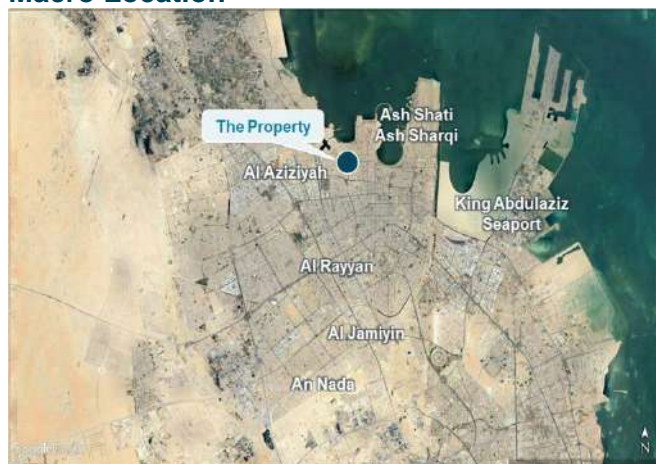 Macro Location
The Property
Ash Shati
Ash Sharqi
Al Aziziyah
King Abdulaziz
Seaport
Al Rayyan
Al Jamiyin
An Nada
N